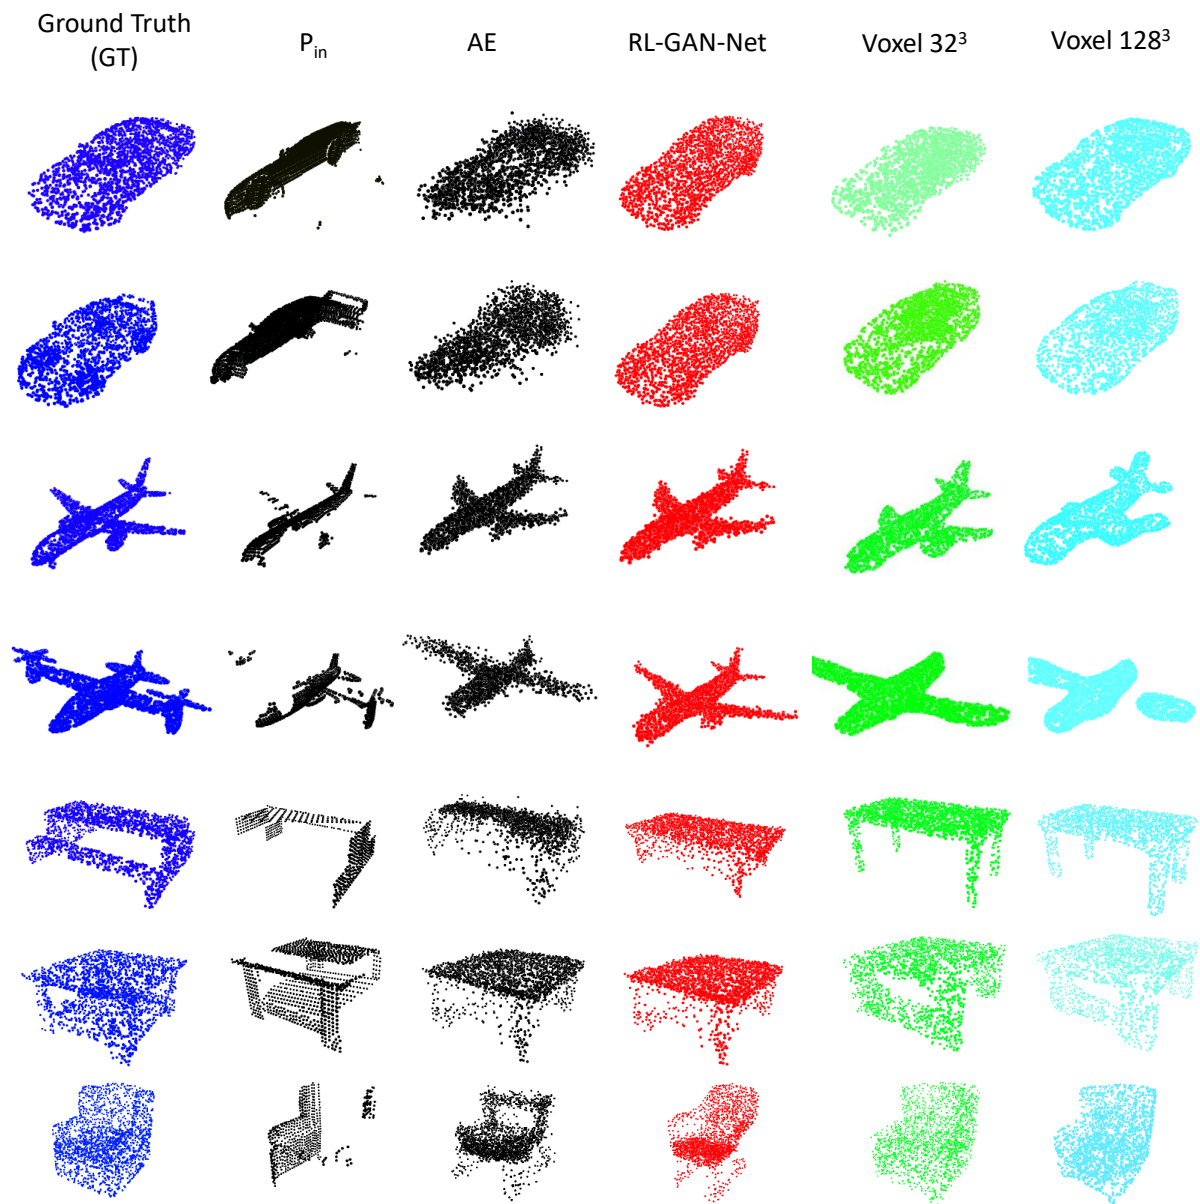 Ground Truth
(GT)
P_in
AE
RL-GAN-Net
Voxel 32³
Voxel 128³